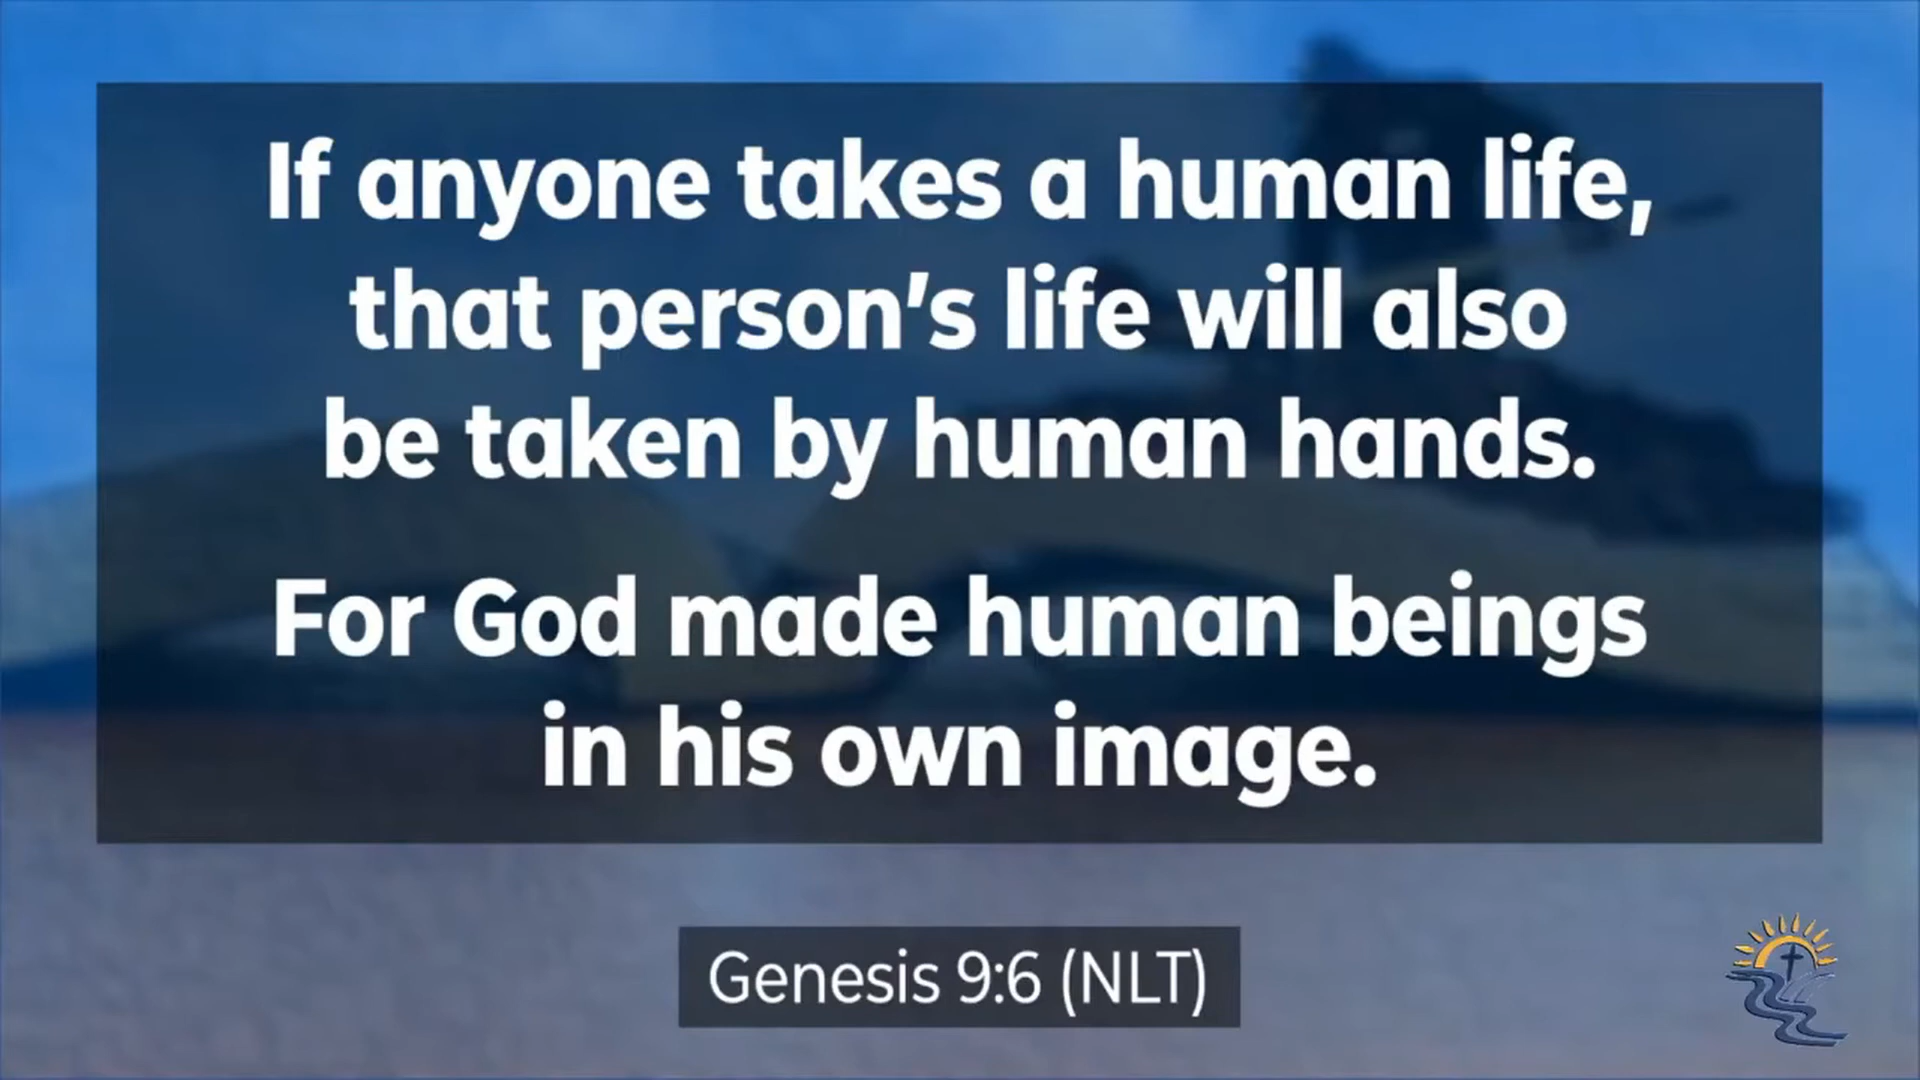 If anyone takes a human life,
that person’s life will also
be taken by human hands.
For God made human beings
in his own image.
Genesis 9:6 (NLT)